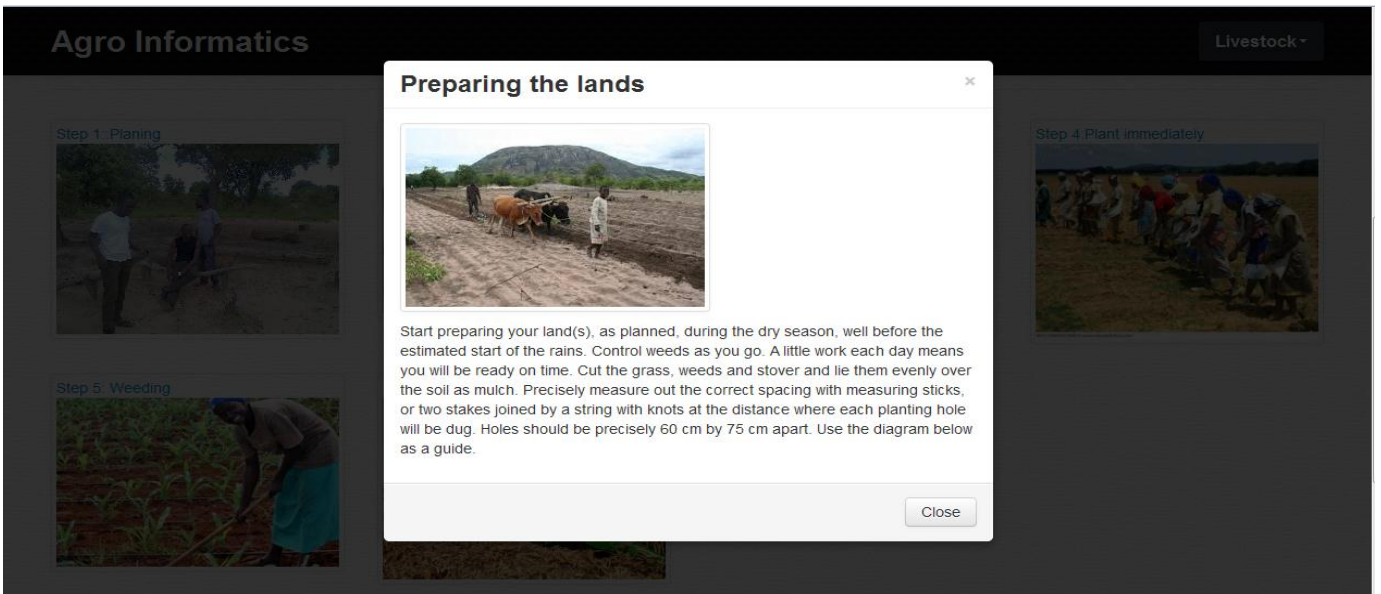 Agro Informatics
Livestock
Preparing the lands
×
Step 1: Planing
Step 4 Plant immediately
Start preparing your land(s), as planned, during the dry season, well before the
estimated start of the rains. Control weeds as you go. A little work each day means
you will be ready on time. Cut the grass, weeds and stover and lie them evenly over
the soil as mulch. Precisely measure out the correct spacing with measuring sticks,
or two stakes joined by a string with knots at the distance where each planting hole
will be dug. Holes should be precisely 60 cm by 75 cm apart. Use the diagram below
as a guide.
Step 5: Weeding
Close